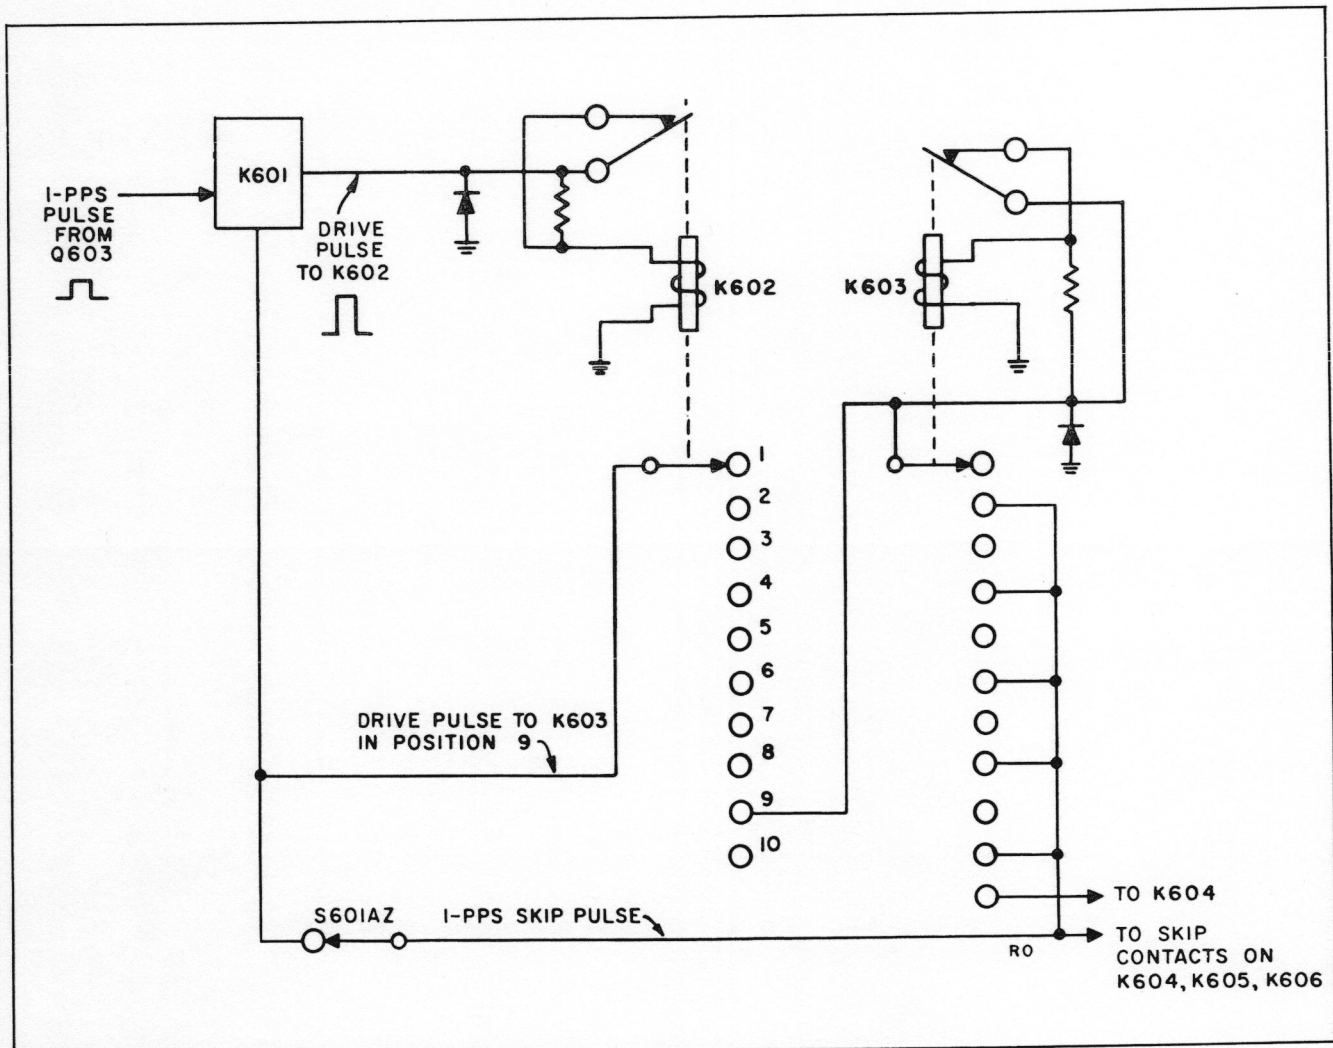 1-PPS
PULSE
FROM
Q603
K601
DRIVE
PULSE
TO K602
K602
K603
1
2
3
4
5
6
7
8
9
10
DRIVE PULSE TO K603
IN POSITION 9
S601AZ
1-PPS SKIP PULSE
RO
TO K604
TO SKIP
CONTACTS ON
K604, K605, K606